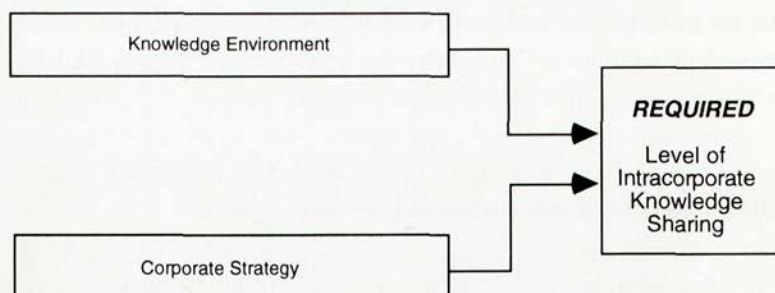 Knowledge Environment
REQUIRED
Level of
Intracorporate
Knowledge
Sharing
Corporate Strategy